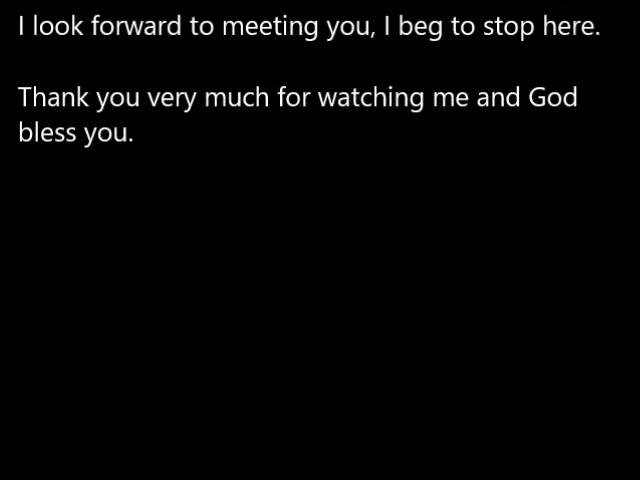 I look forward to meeting you, I beg to stop here.
Thank you very much for watching me and God
bless you.